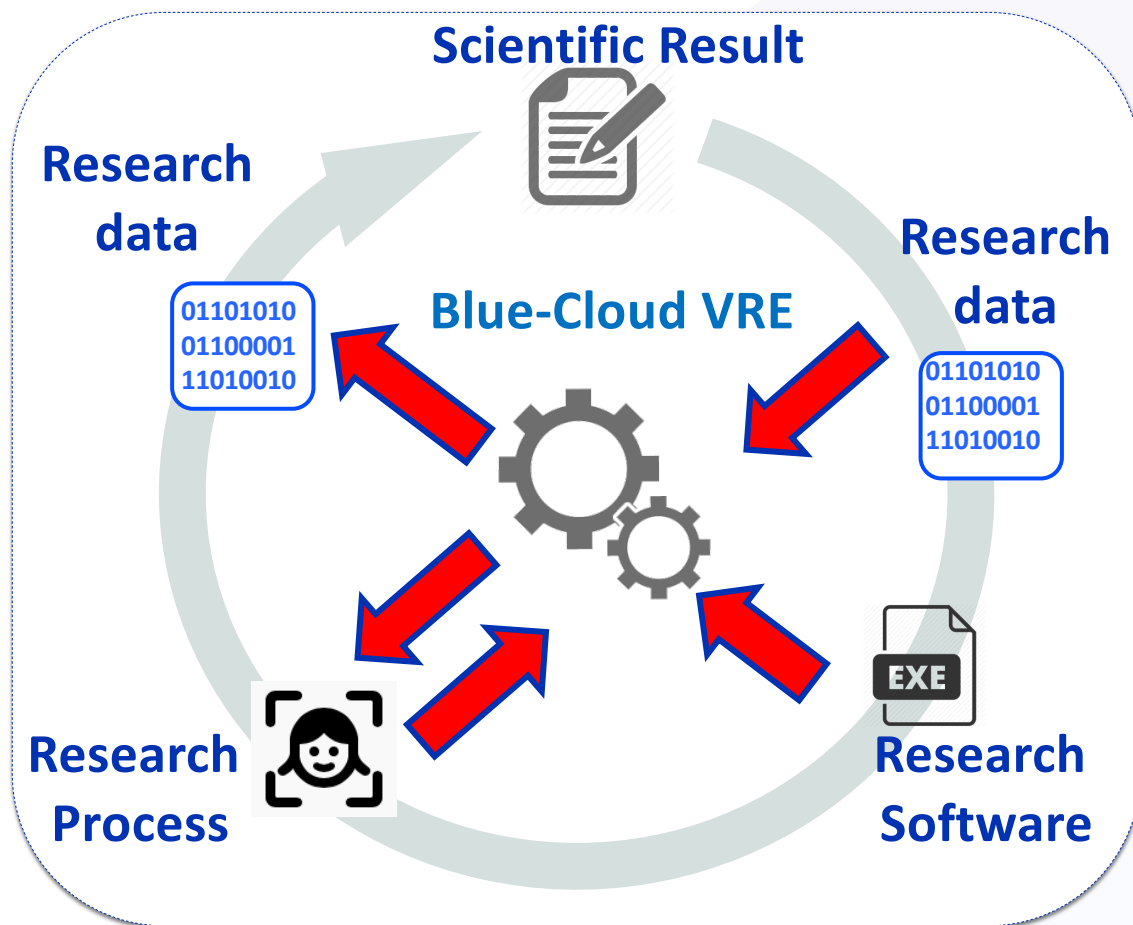 Scientific Result
Research
data
01101010
01100001
11010010
Blue-Cloud VRE
Research
data
01101010
01100001
11010010
EXE
Research
Process
Research
Software